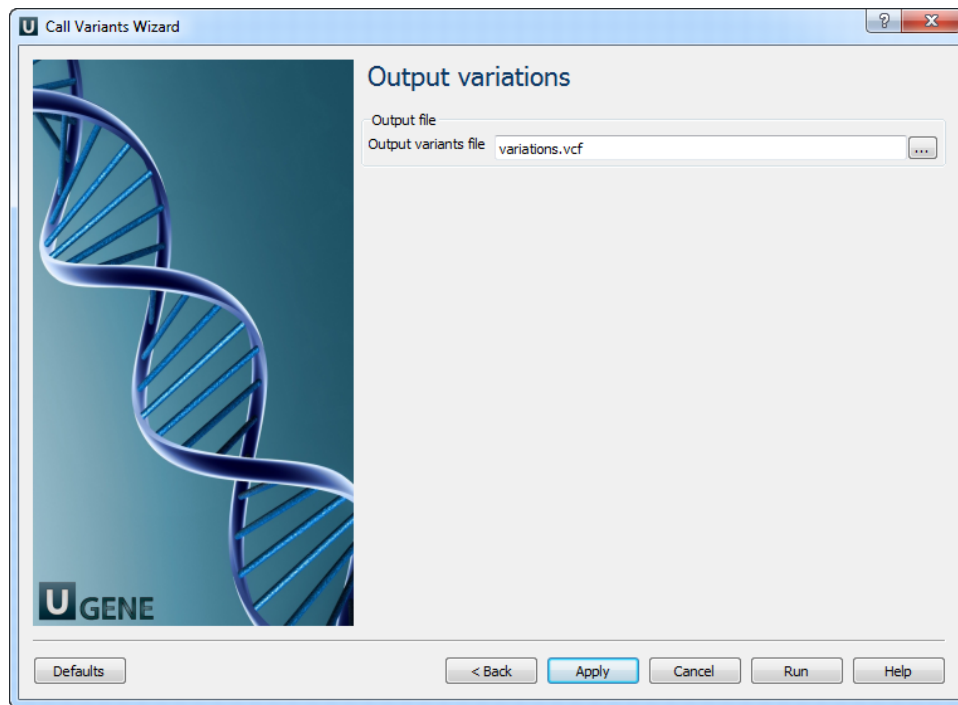 U Call Variants Wizard
?
X
Output variations
Output file
Output variants file variations.vcf ...
U GENE
Defaults < Back Apply Cancel Run Help